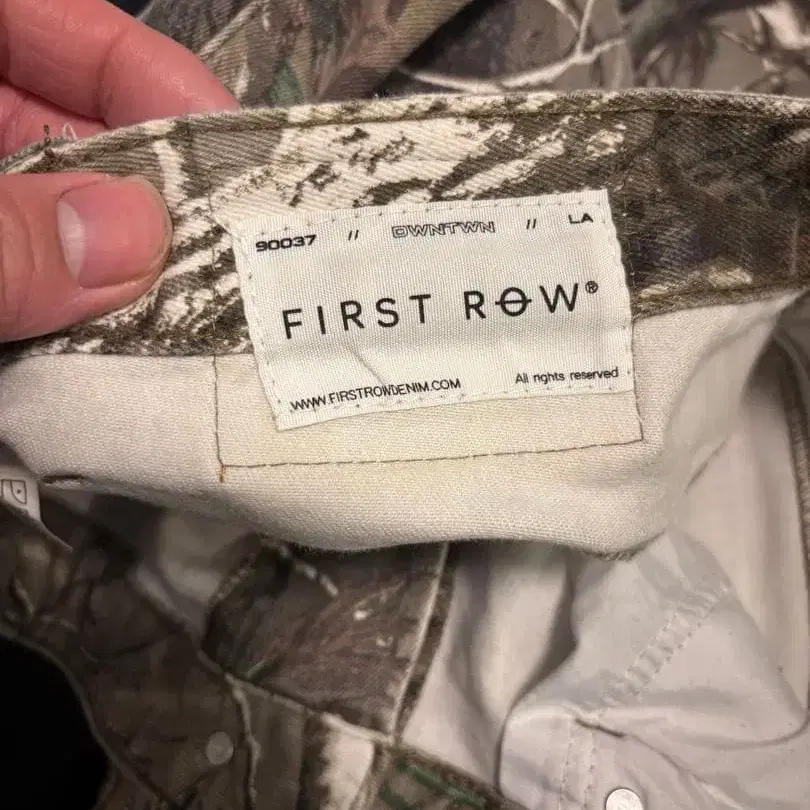 90037 // DWNTWN // LA
FIRST ROW®
WWW.FIRSTROWDENIM.COM All rights reserved